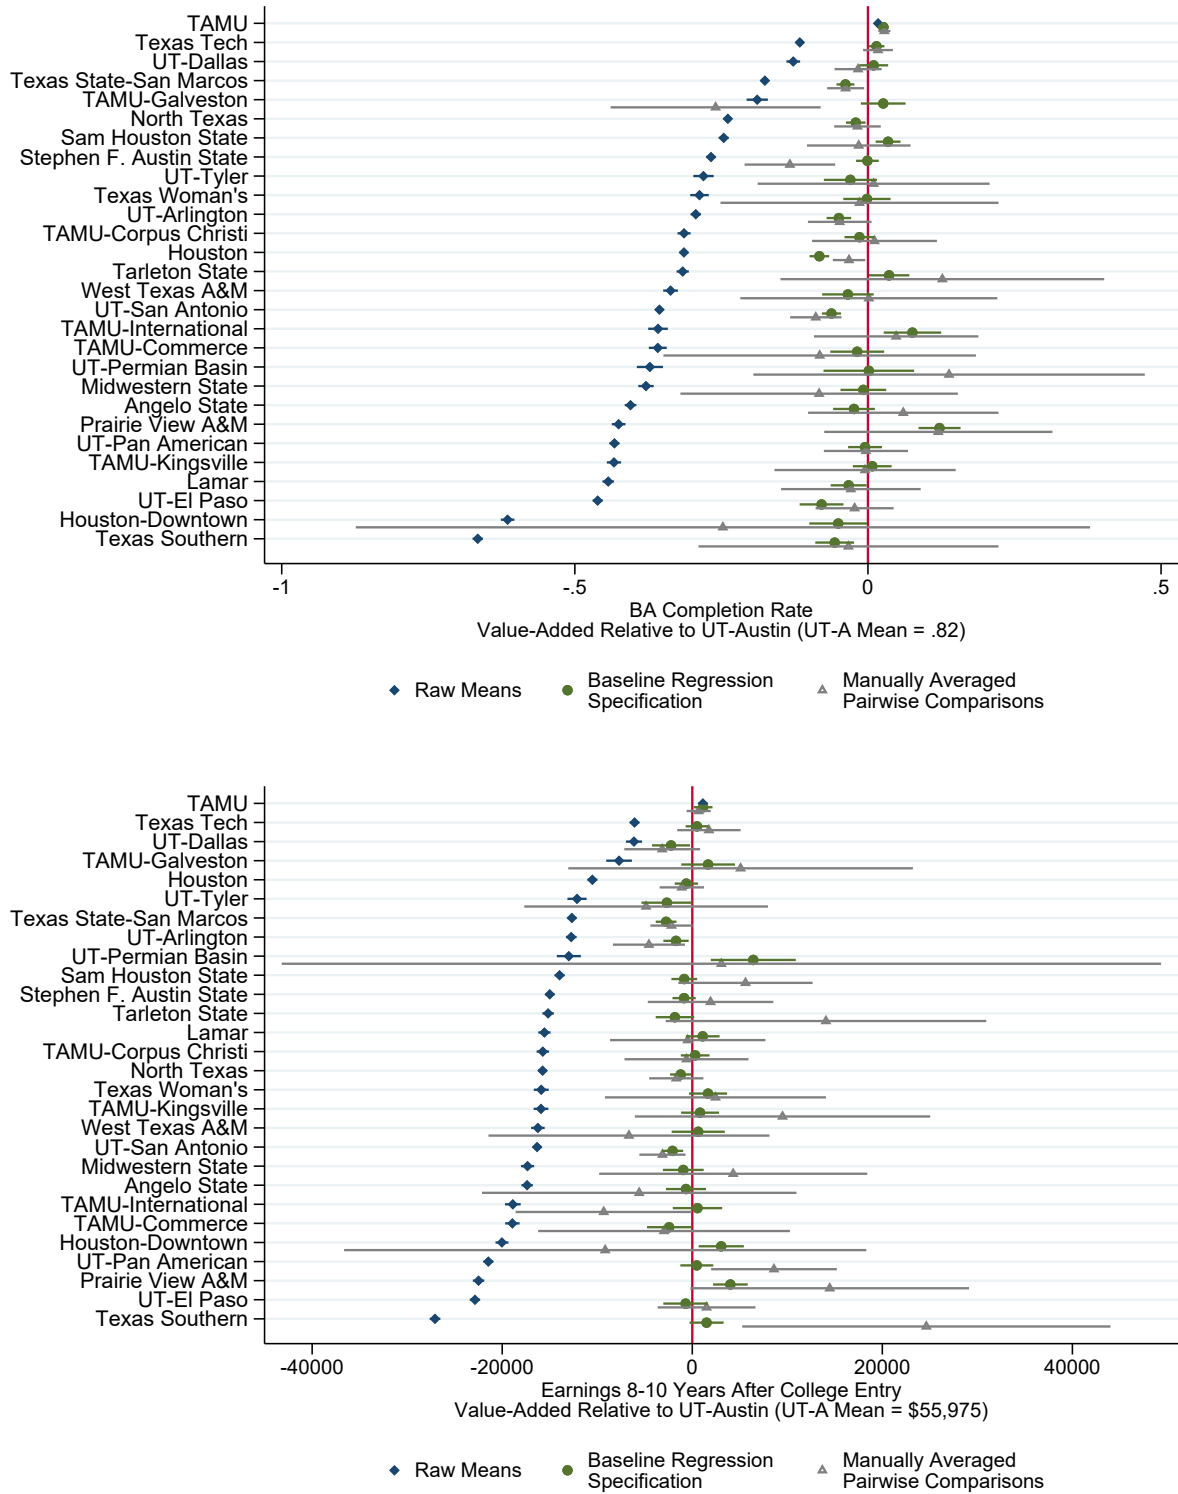 TAMU
Texas Tech
UT-Dallas
Texas State-San Marcos
TAMU-Galveston
North Texas
Sam Houston State
Stephen F. Austin State
UT-Tyler
Texas Woman's
UT-Arlington
TAMU-Corpus Christi
Houston
Tarleton State
West Texas A&M
UT-San Antonio
TAMU-International
TAMU-Commerce
UT-Permian Basin
Midwestern State
Angelo State
Prairie View A&M
UT-Pan American
TAMU-Kingsville
Lamar
UT-El Paso
Houston-Downtown
Texas Southern
-1 -.5 0 .5
BA Completion Rate
Value-Added Relative to UT-Austin (UT-A Mean = .82)
Raw Means
Baseline Regression
Specification
Manually Averaged
Pairwise Comparisons
TAMU
Texas Tech
UT-Dallas
TAMU-Galveston
Houston
UT-Tyler
Texas State-San Marcos
UT-Arlington
UT-Permian Basin
Sam Houston State
Stephen F. Austin State
Tarleton State
Lamar
TAMU-Corpus Christi
North Texas
Texas Woman's
TAMU-Kingsville
West Texas A&M
UT-San Antonio
Midwestern State
Angelo State
TAMU-International
TAMU-Commerce
Houston-Downtown
UT-Pan American
Prairie View A&M
UT-El Paso
Texas Southern
-40000 -20000 0 20000 40000
Earnings 8-10 Years After College Entry
Value-Added Relative to UT-Austin (UT-A Mean = $55,975)
Raw Means
Baseline Regression
Specification
Manually Averaged
Pairwise Comparisons